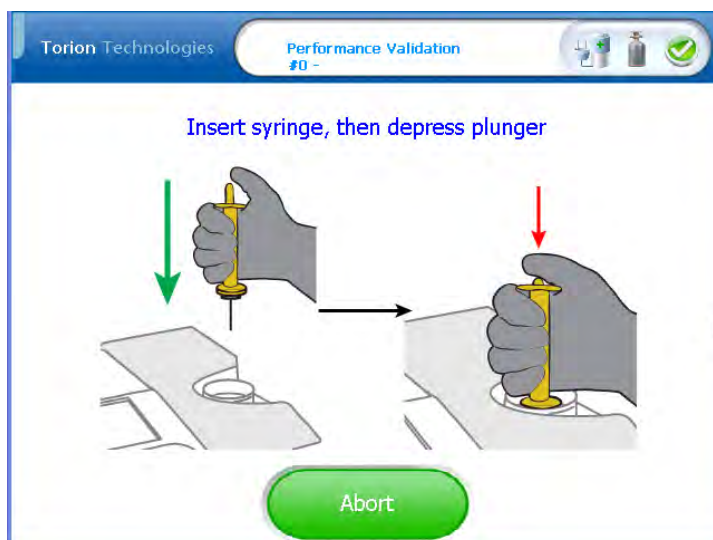 Torion Technologies
Performance Validation
#0 -
Insert syringe, then depress plunger
Abort